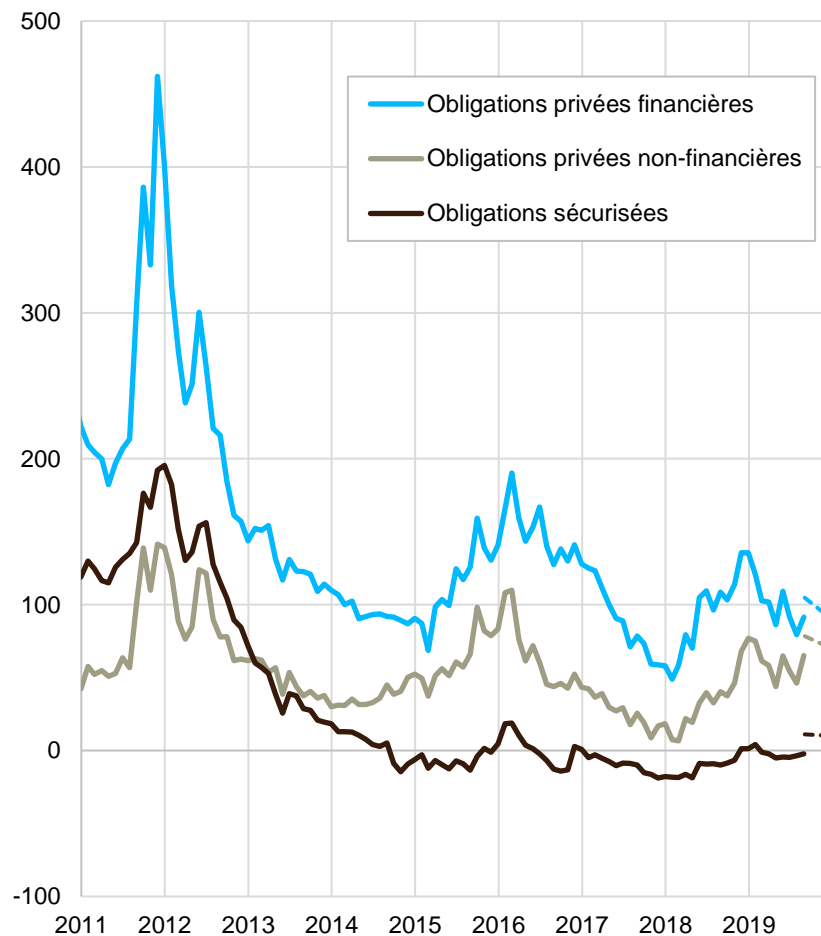 500
400
300
200
100
0
-100
Obligations privées financières
Obligations privées non-financières
Obligations sécurisées
2011 2012 2013 2014 2015 2016 2017 2018 2019